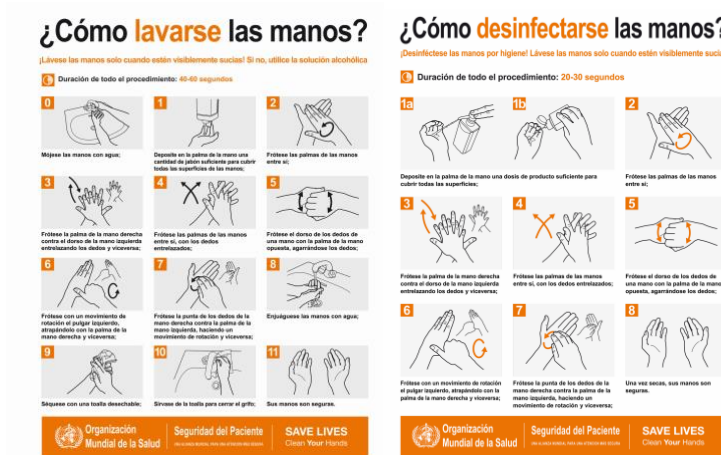 ¿Cómo lavarse las manos?
¡Lávese las manos solo cuando estén visiblemente sucias! Si no, utilice la solución alcohólica
Duración de todo el procedimiento: 40-60 segundos
0
1
2
Mójese las manos con agua;
Deposite en la palma de la mano una
cantidad de jabón suficiente para cubrir
todas las superficies de las manos;
Frótese las palmas de las manos
entre sí;
3
4
5
Frótese la palma de la mano derecha
contra el dorso de la mano izquierda
entrelazando los dedos y viceversa;
Frótese las palmas de las manos
entre sí, con los dedos
entrelazados;
Frótese el dorso de los dedos de
una mano con la palma de la mano
opuesta, agarrándose los dedos;
6
7
8
Frótese con un movimiento de
rotación el pulgar izquierdo,
atrapándolo con la palma de la
mano derecha y viceversa;
Frótese la punta de los dedos de la
mano derecha contra la palma de la
mano izquierda, haciendo un
movimiento de rotación y viceversa;
Enjuáguese las manos con agua;
9
10
11
Séquese con una toalla desechable;
Sírvase de la toalla para cerrar el grifo;
Sus manos son seguras.
Organización
Mundial de la Salud
Seguridad del Paciente
UNA ALIANZA MUNDIAL PARA UNA ATENCIÓN MÁS SEGURA
SAVE LIVES
Clean Your Hands
¿Cómo desinfectarse las manos?
¡Desinféctese las manos por higiene! Lávese las manos solo cuando estén visiblemente sucia
Duración de todo el procedimiento: 20-30 segundos
1a
1b
2
Deposite en la palma de la mano una dosis de producto suficiente para
cubrir todas las superficies;
Frótese las palmas de las manos
entre sí;
3
4
5
Frótese la palma de la mano derecha
contra el dorso de la mano izquierda
entrelazando los dedos y viceversa;
Frótese las palmas de las manos
entre sí, con los dedos entrelazados;
Frótese el dorso de los dedos de
una mano con la palma de la mano
opuesta, agarrándose los dedos;
6
7
8
Frótese con un movimiento de rotación
el pulgar izquierdo, atrapándolo con la
palma de la mano derecha y viceversa;
Frótese la punta de los dedos de la
mano derecha contra la palma de la
mano izquierda, haciendo un
movimiento de rotación y viceversa;
Una vez secas, sus manos son
seguras.
Organización
Mundial de la Salud
Seguridad del Paciente
UNA ALIANZA MUNDIAL PARA UNA ATENCIÓN MÁS SEGURA
SAVE LIVES
Clean Your Hands